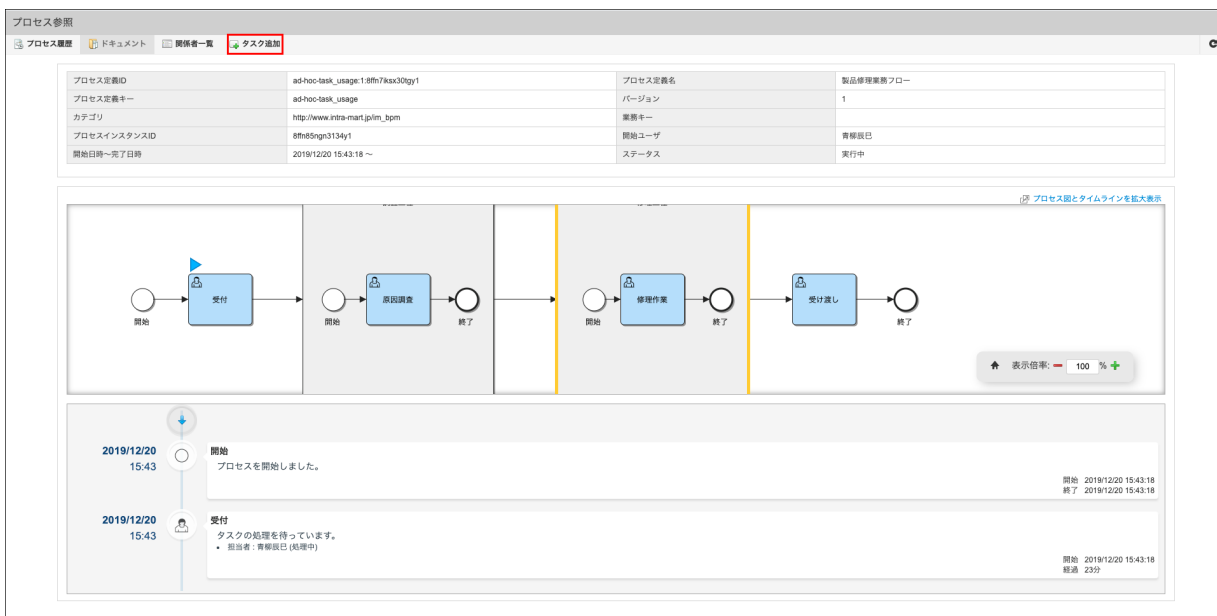 プロセス参照
プロセス履歴 ドキュメント 関係者一覧 タスク追加
プロセス定義ID ad-hoc-task_usage:1:8ffn7iksx30tgy1 プロセス定義名 製品修理業務フロー
プロセス定義キー ad-hoc-task_usage バージョン 1
カテゴリ http://www.intra-mart.jp/im_bpm 業務キー
プロセスインスタンスID 8ffn85ngn3134y1 開始ユーザ 青柳辰巳
開始日時～完了日時 2019/12/20 15:43:18 ～ ステータス 実行中
プロセス図とタイムラインを拡大表示
受付 原因調査 修理作業 受け渡し
開始 開始 終了 開始 終了 終了
表示倍率: 100 %
2019/12/20 開始
15:43 プロセスを開始しました。
開始 2019/12/20 15:43:18
終了 2019/12/20 15:43:18
2019/12/20 受付
15:43 タスクの処理を待っています。
• 担当者 : 青柳辰巳 (処理中)
開始 2019/12/20 15:43:18
経過 23分